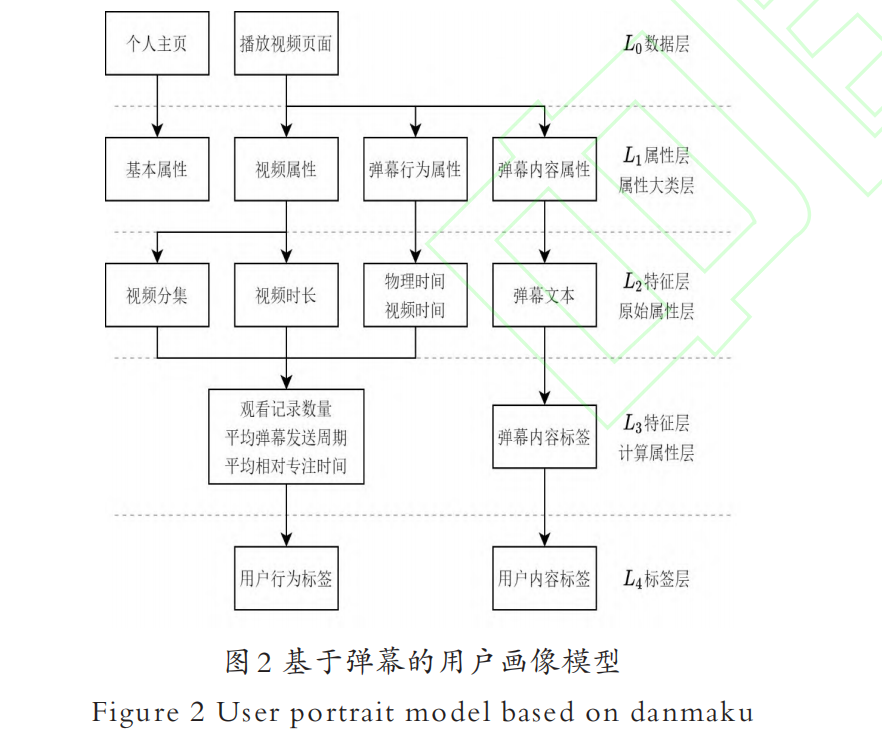 个人主页
播放视频页面
L0数据层
基本属性
视频属性
弹幕行为属性
弹幕内容属性
L1属性层
属性大类层
视频分集
视频时长
物理时间
视频时间
弹幕文本
L2特征层
原始属性层
观看记录数量
平均弹幕发送周期
平均相对专注时间
弹幕内容标签
L3特征层
计算属性层
用户行为标签
用户内容标签
L4标签层
图2 基于弹幕的用户画像模型
Figure 2 User portrait model based on danmaku